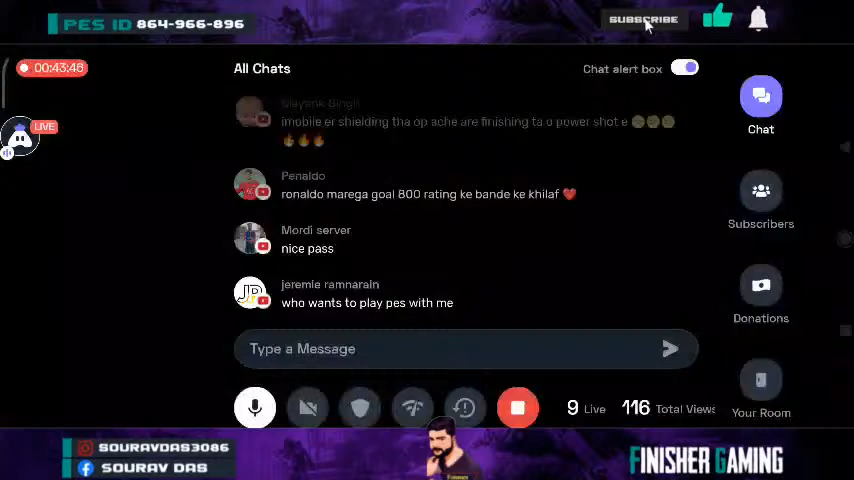 PES ID 864-966-896
SUBSCRIBE
00:43:46
All Chats
Chat alert box
LIVE
Mayank Singh
imobile er shielding tha op ache are finishing ta o power shot e
Chat
Penaldo
ronaldo marega goal 800 rating ke bande ke khilaf
Mordi server
nice pass
Subscribers
jeremie ramnarain
who wants to play pes with me
Donations
Type a Message
9 Live 116 Total Views
Your Room
SOURAVDAS3086
SOURAV DAS
FINISHER GAMING